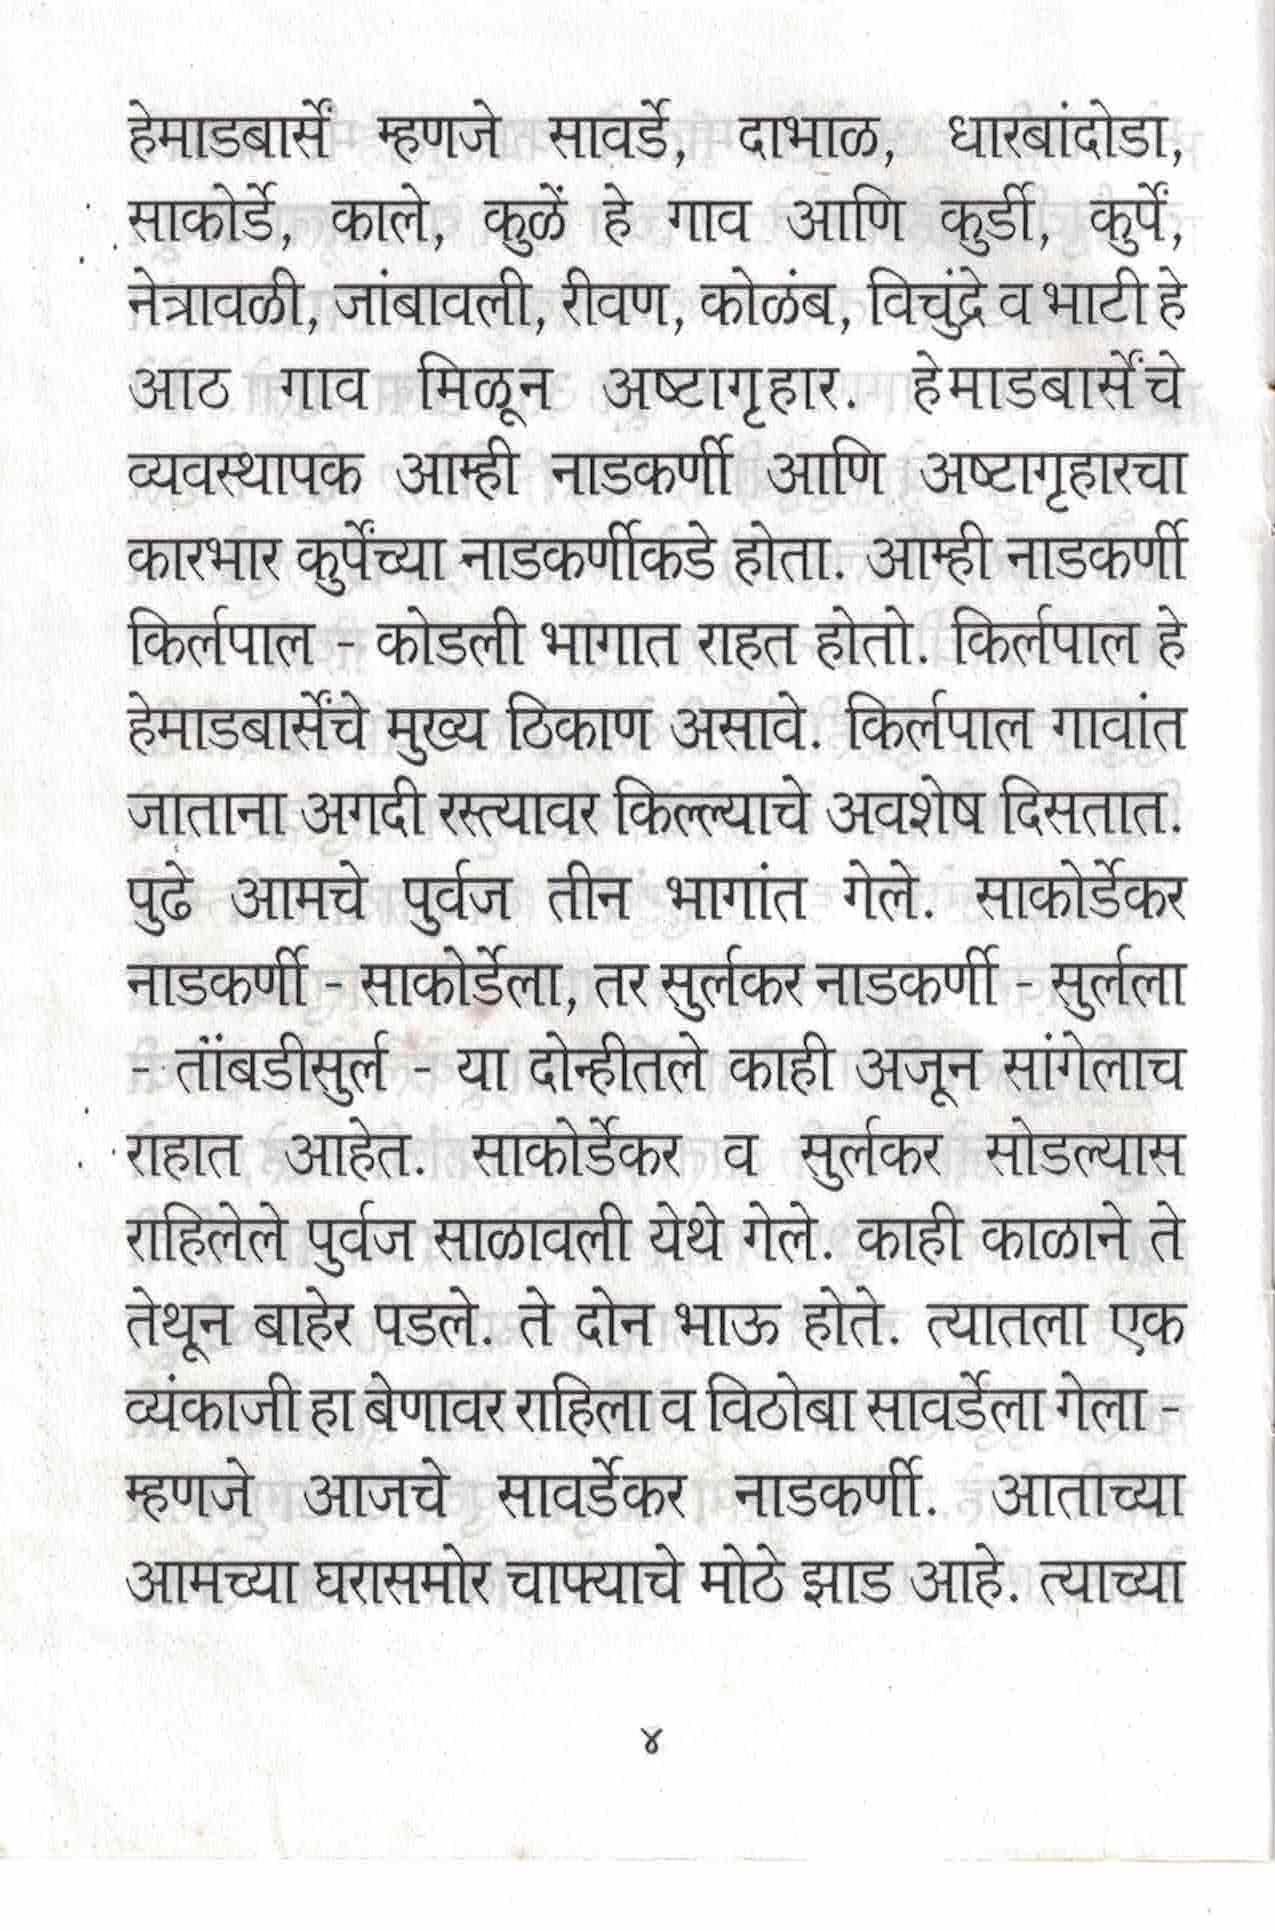 हेमाडबार्सें म्हणजे सावर्डे, दाभाळ, धारबांदोडा,
साकोर्डे, काले, कुळें हे गाव आणि कुर्डी, कुर्पें,
नेत्रावळी, जांबावली, रीवण, कोळंब, विचुंद्रे व भाटी हे
आठ गाव मिळून अष्टागृहार. हेमाडबार्सेंचे
व्यवस्थापक आम्ही नाडकर्णी आणि अष्टागृहारचा
कारभार कुर्पेंच्या नाडकर्णीकडे होता. आम्ही नाडकर्णी
किर्लपाल - कोडली भागात राहत होतो. किर्लपाल हे
हेमाडबार्सेंचे मुख्य ठिकाण असावे. किर्लपाल गावांत
जाताना अगदी रस्त्यावर किल्ल्याचे अवशेष दिसतात.
पुढे आमचे पुर्वज तीन भागांत गेले. साकोर्डेकर
नाडकर्णी - साकोर्डेला, तर सुर्लकर नाडकर्णी - सुर्लला
- तांबडीसुर्ल - या दोन्हीतले काही अजून सांगेलाच
राहात आहेत. साकोर्डेकर व सुर्लकर सोडल्यास
राहिलेले पुर्वज साळावली येथे गेले. काही काळाने ते
तेथून बाहेर पडले. ते दोन भाऊ होते. त्यातला एक
व्यंकाजी हा बेणावर राहिला व विठोबा सावर्डेला गेला -
म्हणजे आजचे सावर्डेकर नाडकर्णी. आताच्या
आमच्या घरासमोर चाफ्याचे मोठे झाड आहे. त्याच्या
४